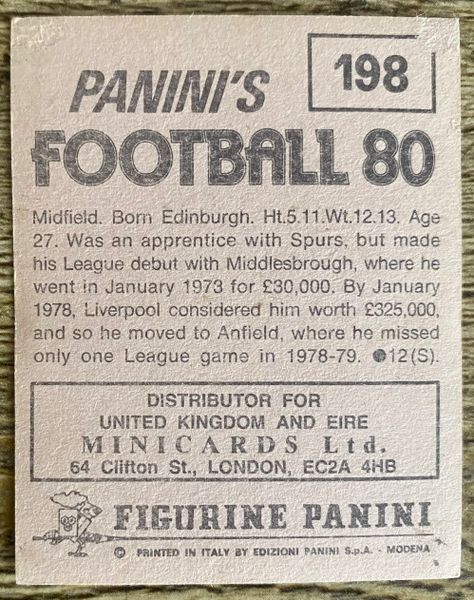 198
PANINI'S
FOOTBALL 80
Midfield. Born Edinburgh. Ht.5.11.Wt.12.13. Age
27. Was an apprentice with Spurs, but made
his League debut with Middlesbrough, where he
went in January 1973 for £30,000. By January
1978, Liverpool considered him worth £325,000,
and so he moved to Anfield, where he missed
only one League game in 1978-79. ●12(S).
DISTRIBUTOR FOR
UNITED KINGDOM AND EIRE
MINICARDS Ltd.
64 Clifton St., LONDON, EC2A 4HB
FIGURINE PANINI
© PRINTED IN ITALY BY EDIZIONI PANINI S.p.A. - MODENA